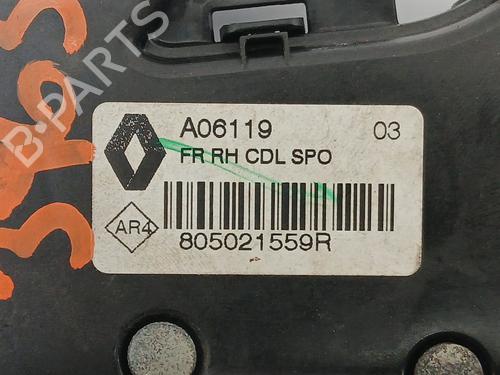 B-PARTS
A06119 03
FR RH CDL SPO
AR4
805021559R